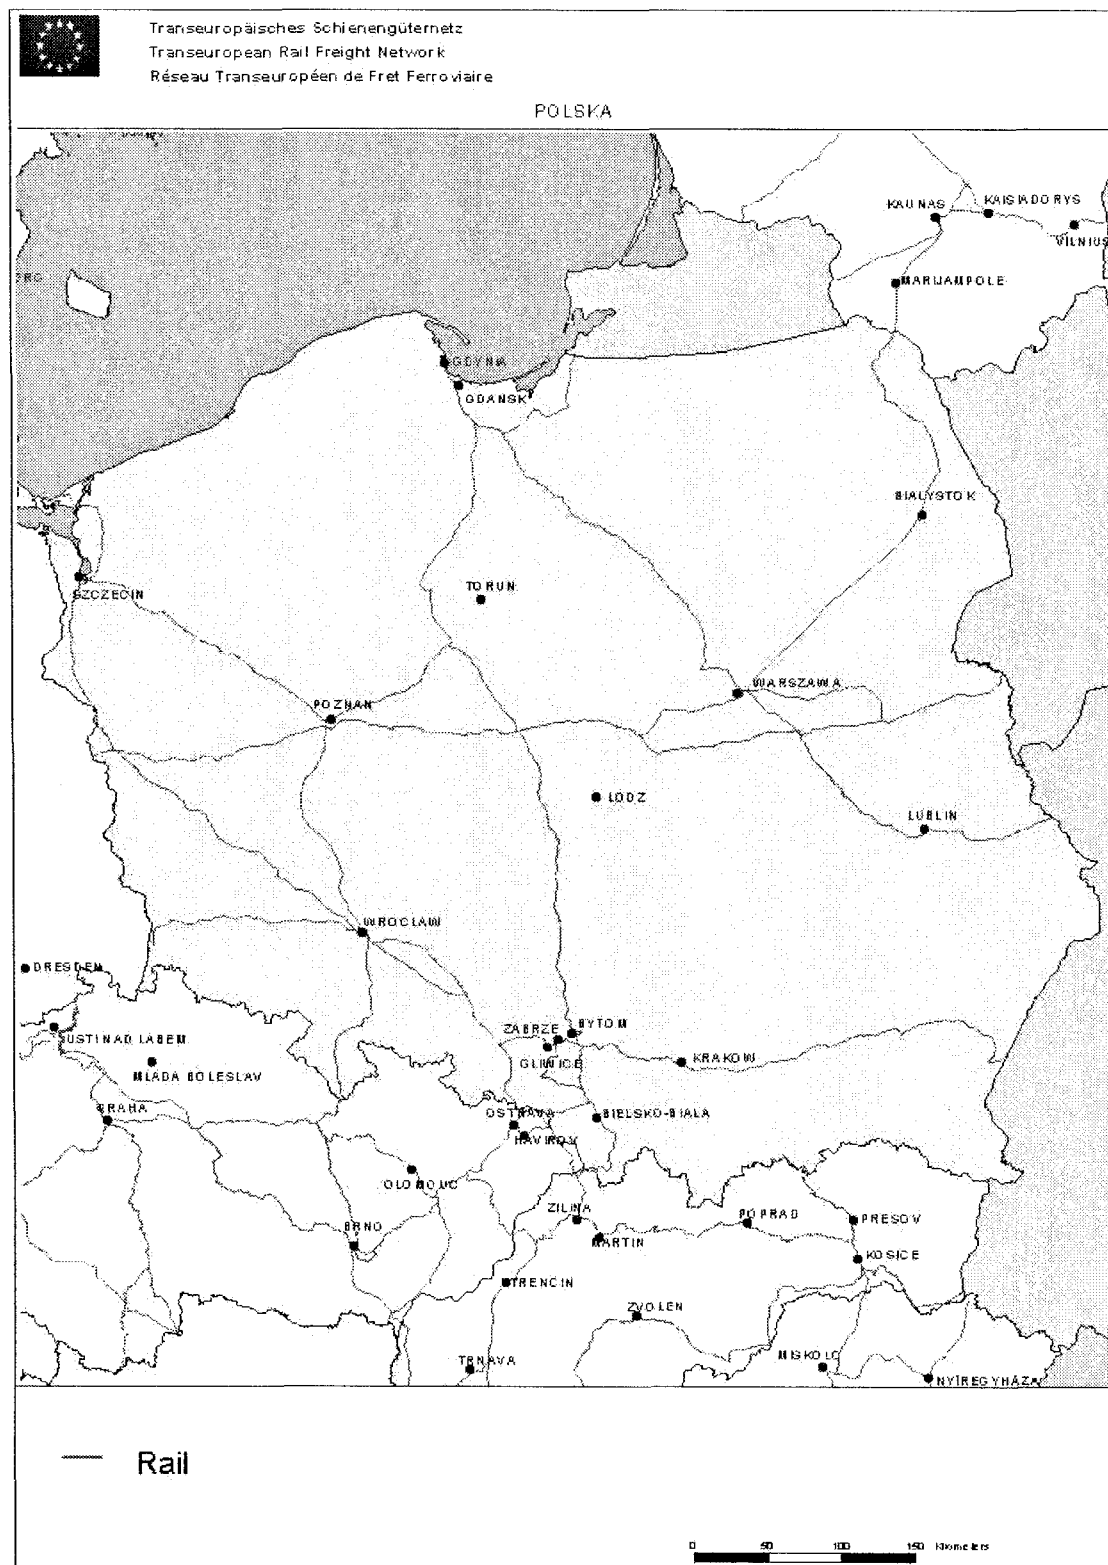 Transeuropäisches Schienengüternetz
Transeuropean Rail Freight Network
Réseau Transeuropéen de Fret Ferroviaire
POLSKA
KAUNAS
KAISIADORYS
VILNIUS
MARIJAMPOLE
GDYNIA
GDANSK
BIALYSTOK
SZCZECIN
TORUN
WARSZAWA
POZNAN
LODZ
LUBLIN
WROCLAW
DRESDEN
USTI NAD LABEM
MLADA BOLESLAV
ZABRZE
BYTOM
GLIWICE
KRAKOW
PRAHA
OSTRAVA
BIELSKO-BIALA
HAVIROV
OLOMOUC
ZILINA
POPRAD
PRESOV
BRNO
MARTIN
KOSICE
TRENCIN
ZVOLEN
TRNAVA
MISKOLC
NYÍREGYHÁZA
Rail
0 50 100 150 Kilometers